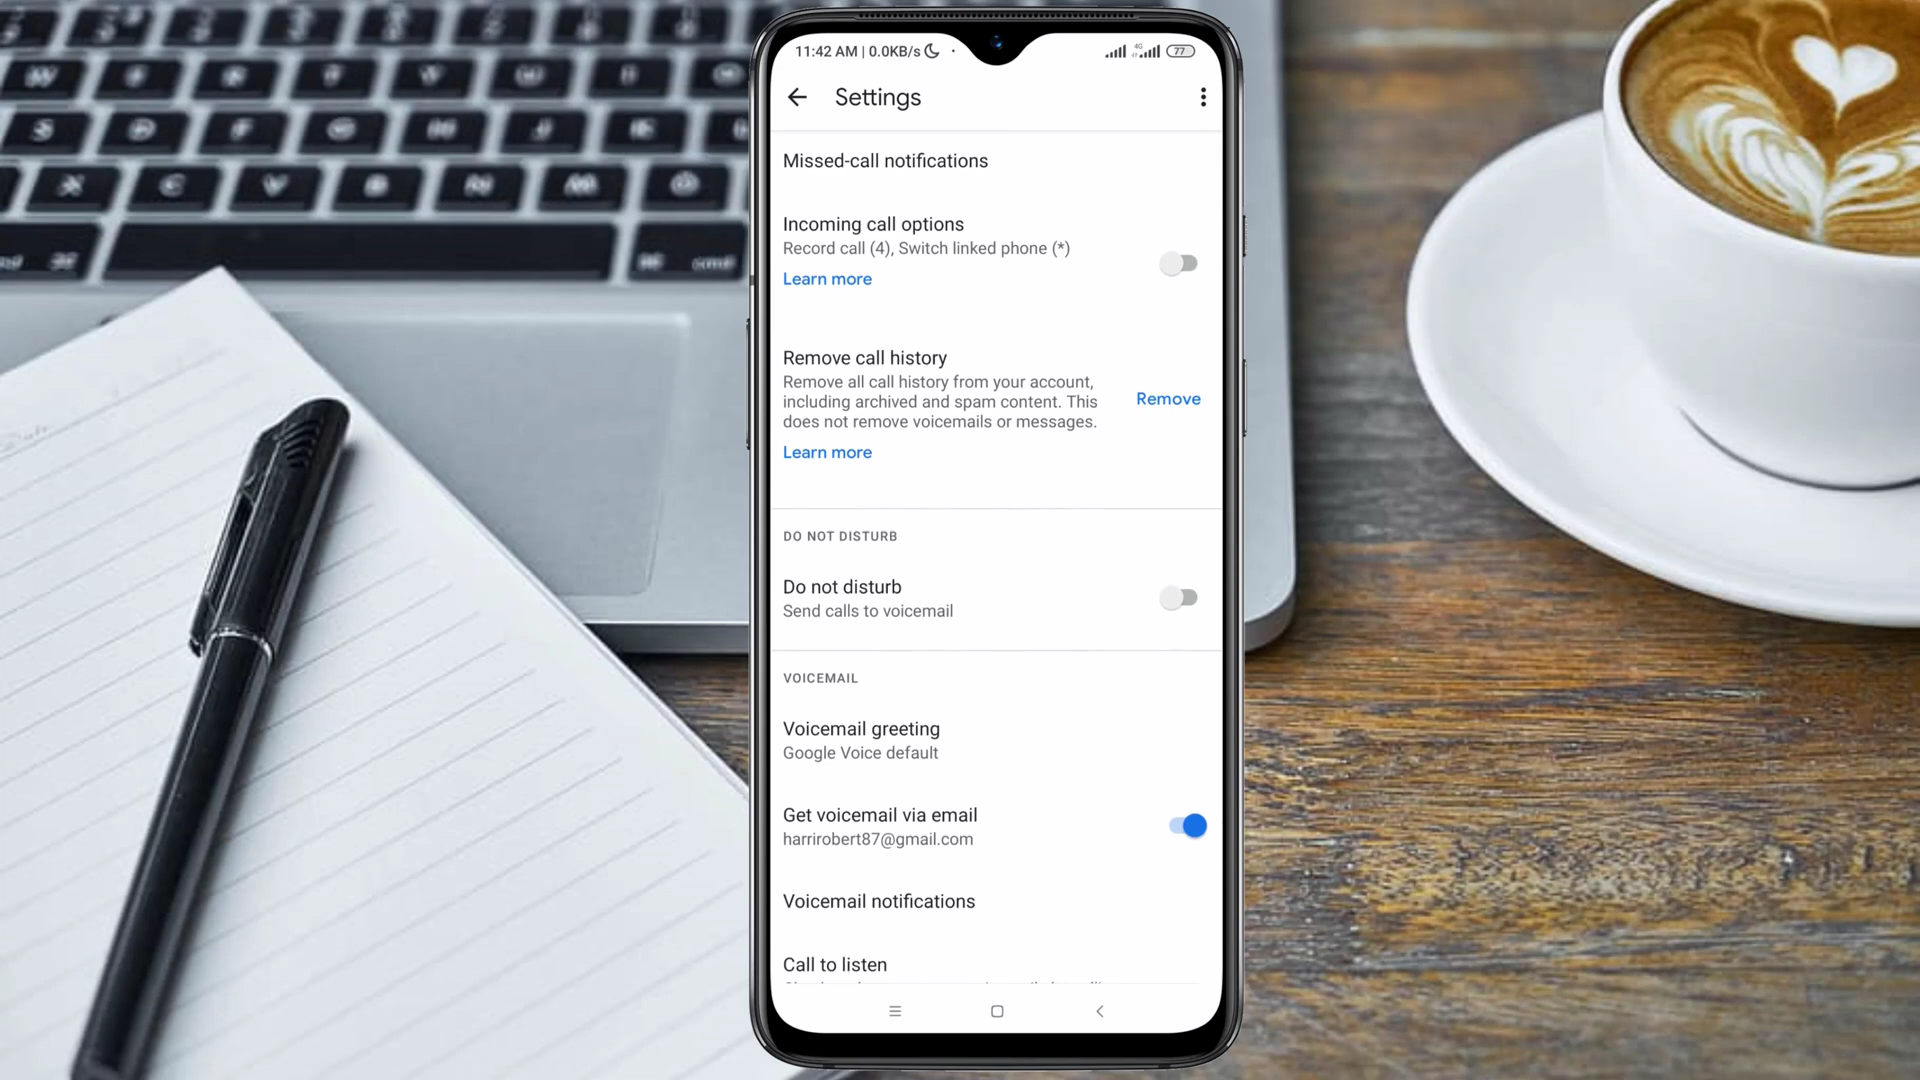 11:42 AM | 0.0KB/s
4G
77
Settings
Missed-call notifications
Incoming call options
Record call (4), Switch linked phone (*)
Learn more
Remove call history
Remove all call history from your account,
including archived and spam content. This
does not remove voicemails or messages.
Remove
Learn more
DO NOT DISTURB
Do not disturb
Send calls to voicemail
VOICEMAIL
Voicemail greeting
Google Voice default
Get voicemail via email
harrirobert87@gmail.com
Voicemail notifications
Call to listen
cmd